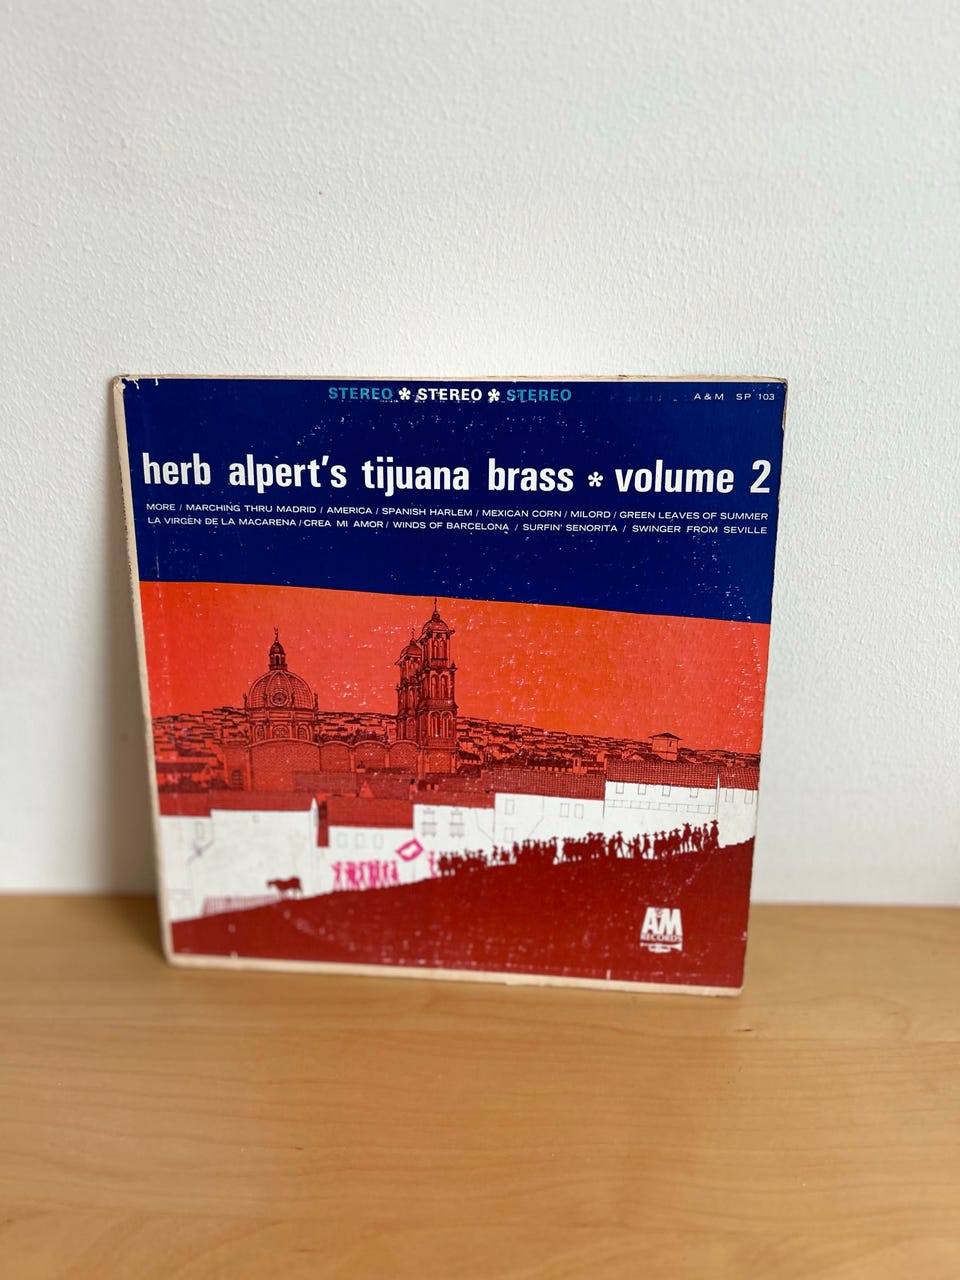 STEREO * STEREO * STEREO
A & M SP 103
herb alpert's tijuana brass * volume 2
MORE / MARCHING THRU MADRID / AMERICA / SPANISH HARLEM / MEXICAN CORN / MILORD / GREEN LEAVES OF SUMMER
LA VIRGEN DE LA MACARENA / CREA MI AMOR / WINDS OF BARCELONA / SURFIN' SENORITA / SWINGER FROM SEVILLE
A&M
RECORDS